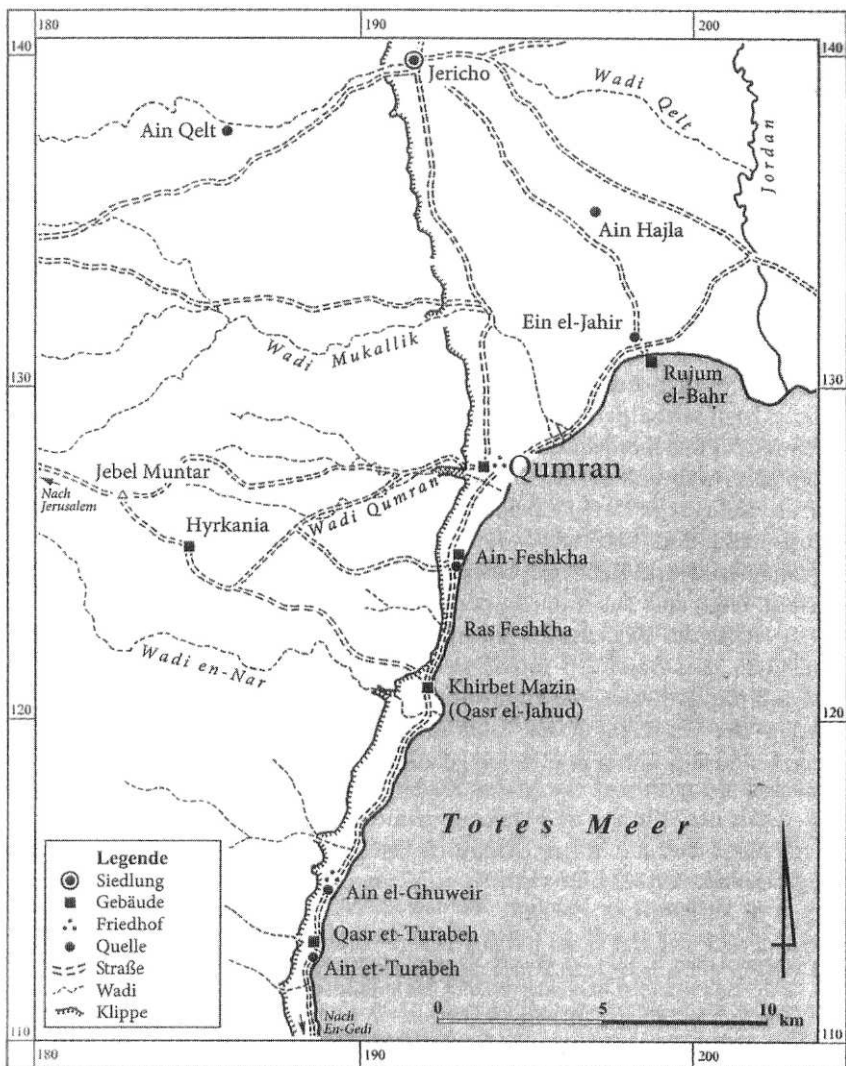 180
190
200
140
140
Jericho
Wadi
Qelt
Jordan
Ain Qelt
Ain Hajla
Ein el-Jahir
Wadi
Mukallik
130
130
Rujum
el-Bahr
Jebel Muntar
Qumran
Nach
Jerusalem
Wadi Qumran
Hyrkania
Ain-Feshkha
Ras Feshkha
Wadi en-Nar
Khirbet Mazin
(Qasr el-Jahud)
120
120
Totes Meer
Legende
Siedlung
Gebäude
Friedhof
Quelle
Straße
Wadi
Klippe
Ain el-Ghuweir
Qasr et-Turabeh
Ain et-Turabeh
Nach
En-Gedi
0
5
10
km
110
110
180
190
200